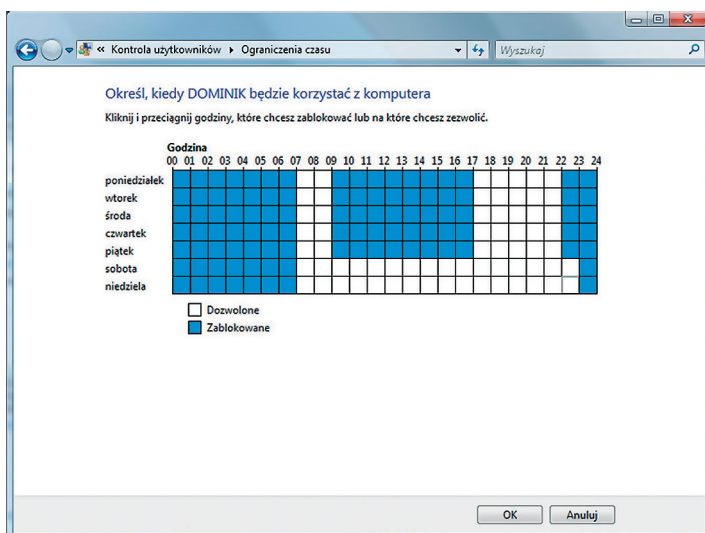 « Kontrola użytkowników ▸ Ograniczenia czasu Wyszukaj
Określ, kiedy DOMINIK będzie korzystać z komputera
Kliknij i przeciągnij godziny, które chcesz zablokować lub na które chcesz zezwolić.
Godzina
00 01 02 03 04 05 06 07 08 09 10 11 12 13 14 15 16 17 18 19 20 21 22 23 24
poniedziałek
wtorek
środa
czwartek
piątek
sobota
niedziela
Dozwolone
Zablokowane
OK Anuluj